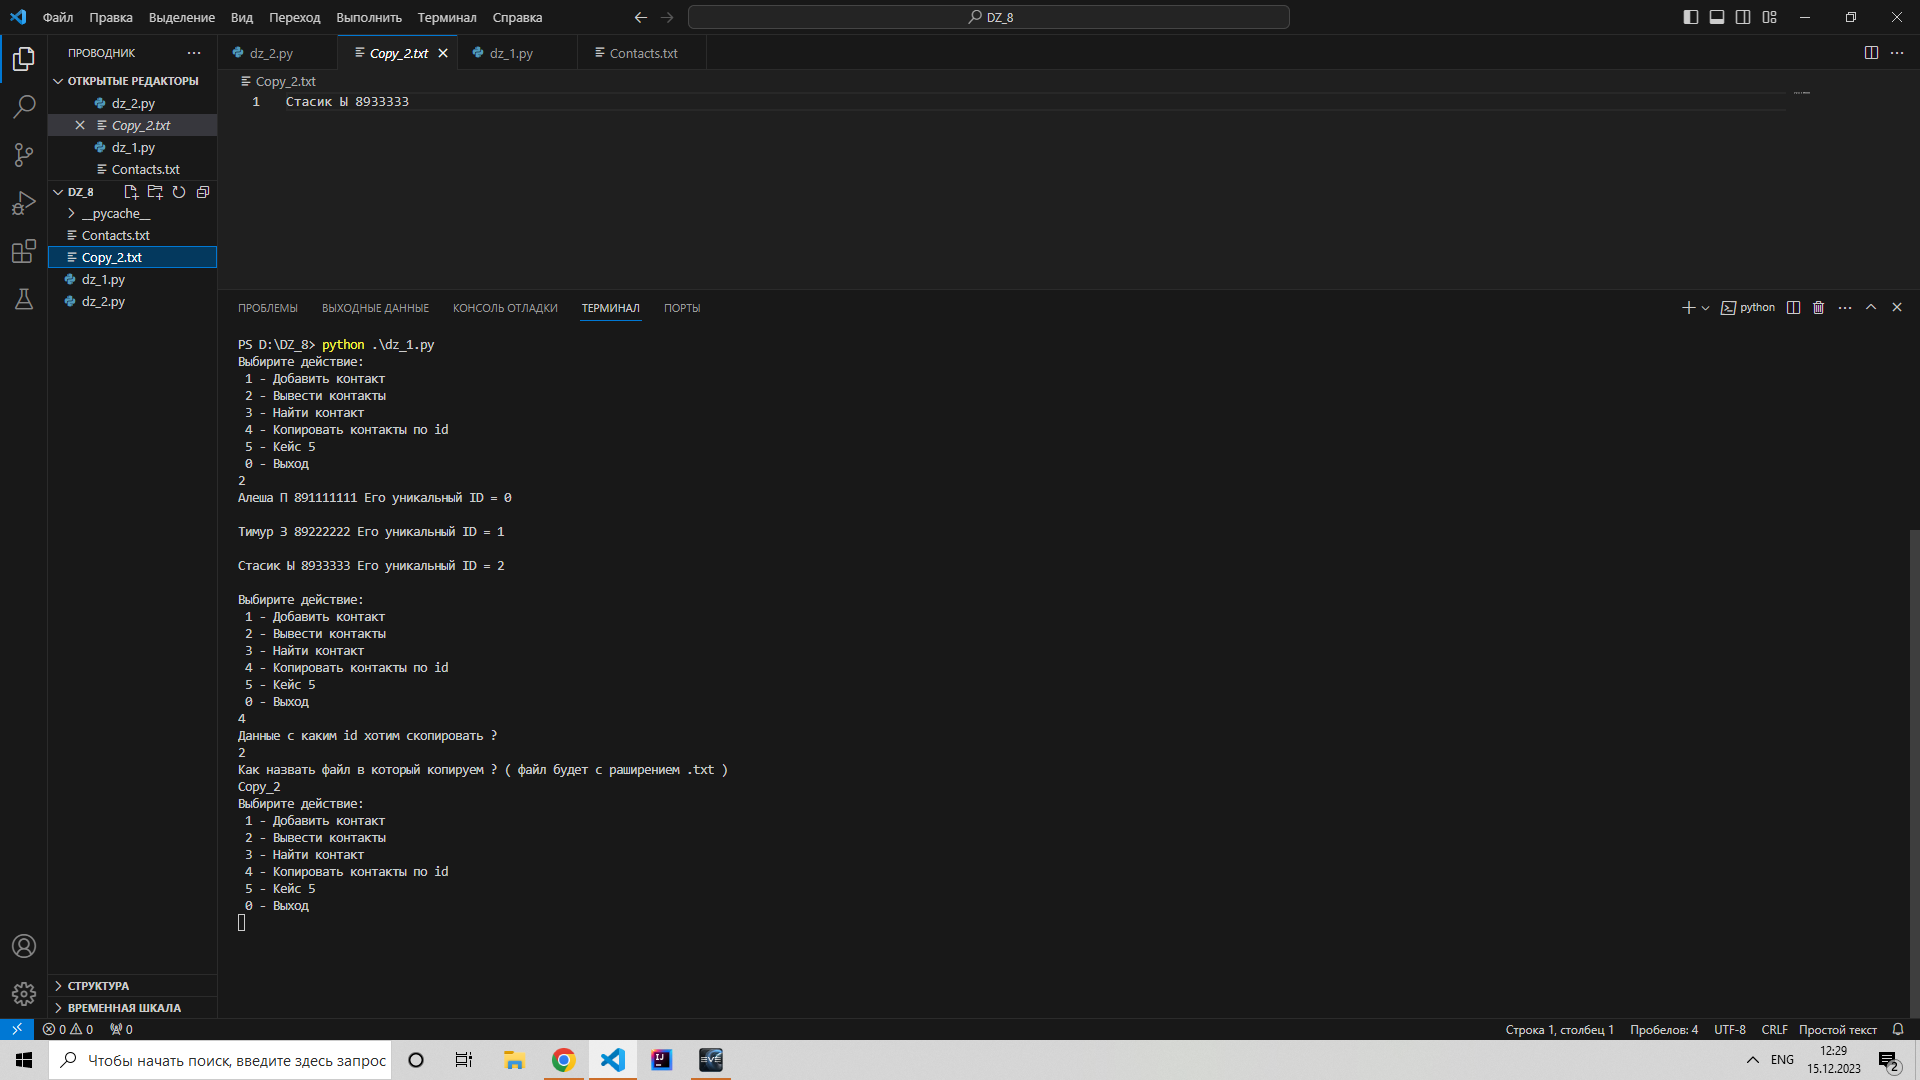 Файл Правка Выделение Вид Переход Выполнить Терминал Справка DZ_8
ПРОВОДНИК
ОТКРЫТЫЕ РЕДАКТОРЫ
dz_2.py
Copy_2.txt
dz_1.py
Contacts.txt
DZ_8
__pycache__
Contacts.txt
Copy_2.txt
dz_1.py
dz_2.py
СТРУКТУРА
ВРЕМЕННАЯ ШКАЛА
dz_2.py Copy_2.txt dz_1.py Contacts.txt
Copy_2.txt
1 Стасик Ы 8933333
ПРОБЛЕМЫ ВЫХОДНЫЕ ДАННЫЕ КОНСОЛЬ ОТЛАДКИ ТЕРМИНАЛ ПОРТЫ python
PS D:\DZ_8> python .\dz_1.py
Выбирите действие:
1 - Добавить контакт
2 - Вывести контакты
3 - Найти контакт
4 - Копировать контакты по id
5 - Кейс 5
0 - Выход
2
Алеша П 891111111 Его уникальный ID = 0
Тимур З 89222222 Его уникальный ID = 1
Стасик Ы 8933333 Его уникальный ID = 2
Выбирите действие:
1 - Добавить контакт
2 - Вывести контакты
3 - Найти контакт
4 - Копировать контакты по id
5 - Кейс 5
0 - Выход
4
Данные с каким id хотим скопировать ?
2
Как назвать файл в который копируем ? ( файл будет с раширением .txt )
Copy_2
Выбирите действие:
1 - Добавить контакт
2 - Вывести контакты
3 - Найти контакт
4 - Копировать контакты по id
5 - Кейс 5
0 - Выход
0 0 0 Строка 1, столбец 1 Пробелов: 4 UTF-8 CRLF Простой текст
Чтобы начать поиск, введите здесь запрос
IJ
EVE
ENG
12:29
15.12.2023
2